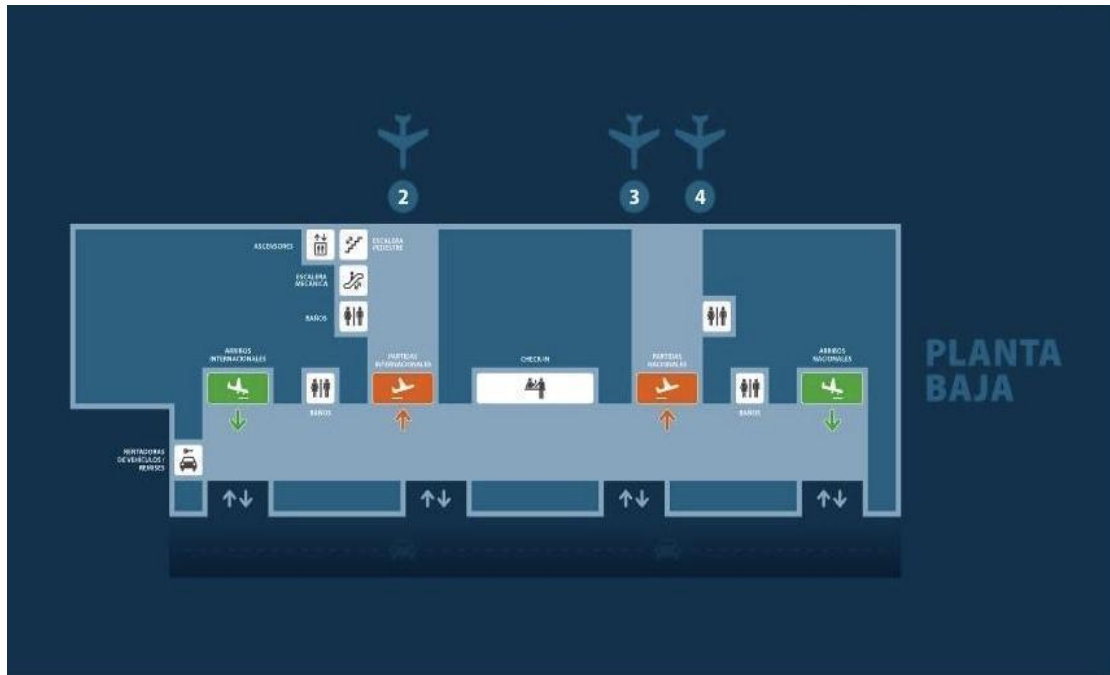 2
3
4
ASCENSORES
ESCALERA
PEDESTRE
ESCALERA
MECÁNICA
BAÑOS
ARRIBOS
INTERNACIONALES
PARTIDAS
INTERNACIONALES
CHECK-IN
PARTIDAS
NACIONALES
ARRIBOS
NACIONALES
PLANTA
BAJA
BAÑOS
BAÑOS
RENTADORAS
DE VEHÍCULOS /
REMISES